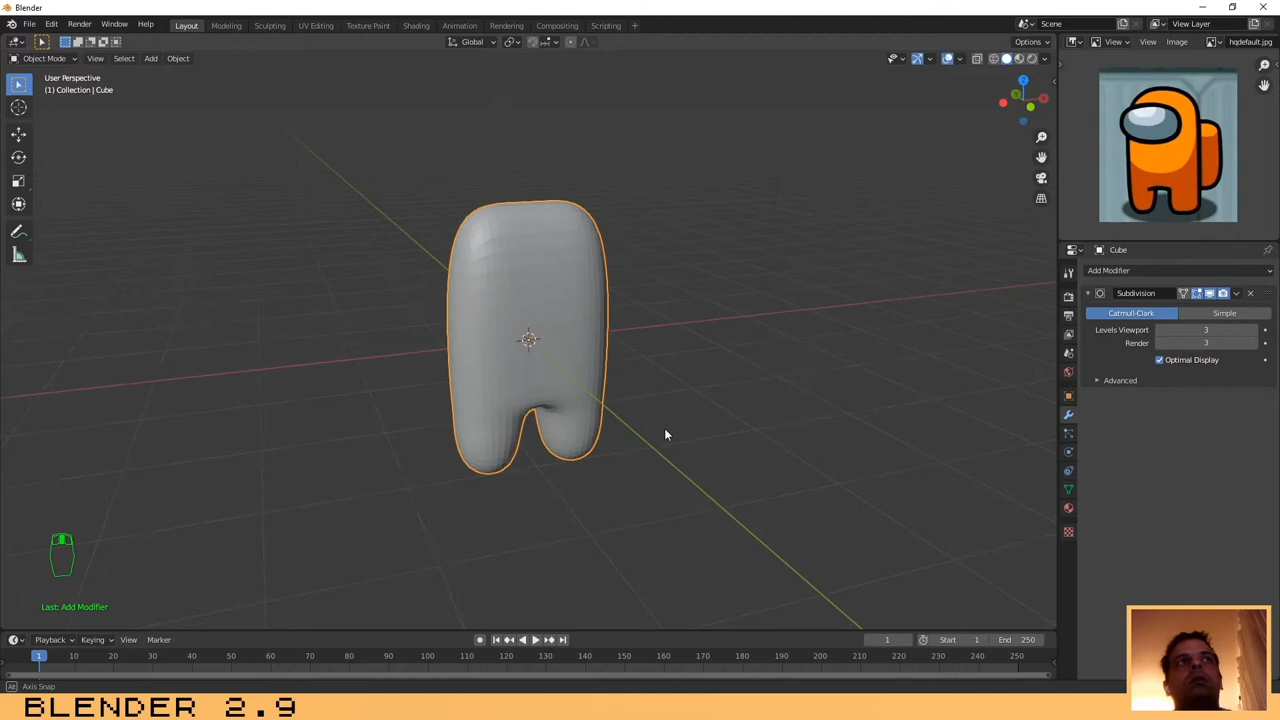 Blender
File Edit Render Window Help Layout Modeling Sculpting UV Editing Texture Paint Shading Animation Rendering Compositing Scripting + Scene View Layer
Global Options View Image hqdefault.jpg
Object Mode View Select Add Object
User Perspective
(1) Collection | Cube
Z
Cube
Add Modifier
Subdivision
Catmull-Clark Simple
Levels Viewport 3
Render 3
Optimal Display
Advanced
Last: Add Modifier
Playback Keying View Marker 1 Start 1 End 250
1 10 20 30 40 50 60 70 80 90 100 110 120 130 140 150 160 170 180 190 200 210 220 230 240 250
Alt Axis Snap
BLENDER 2.9